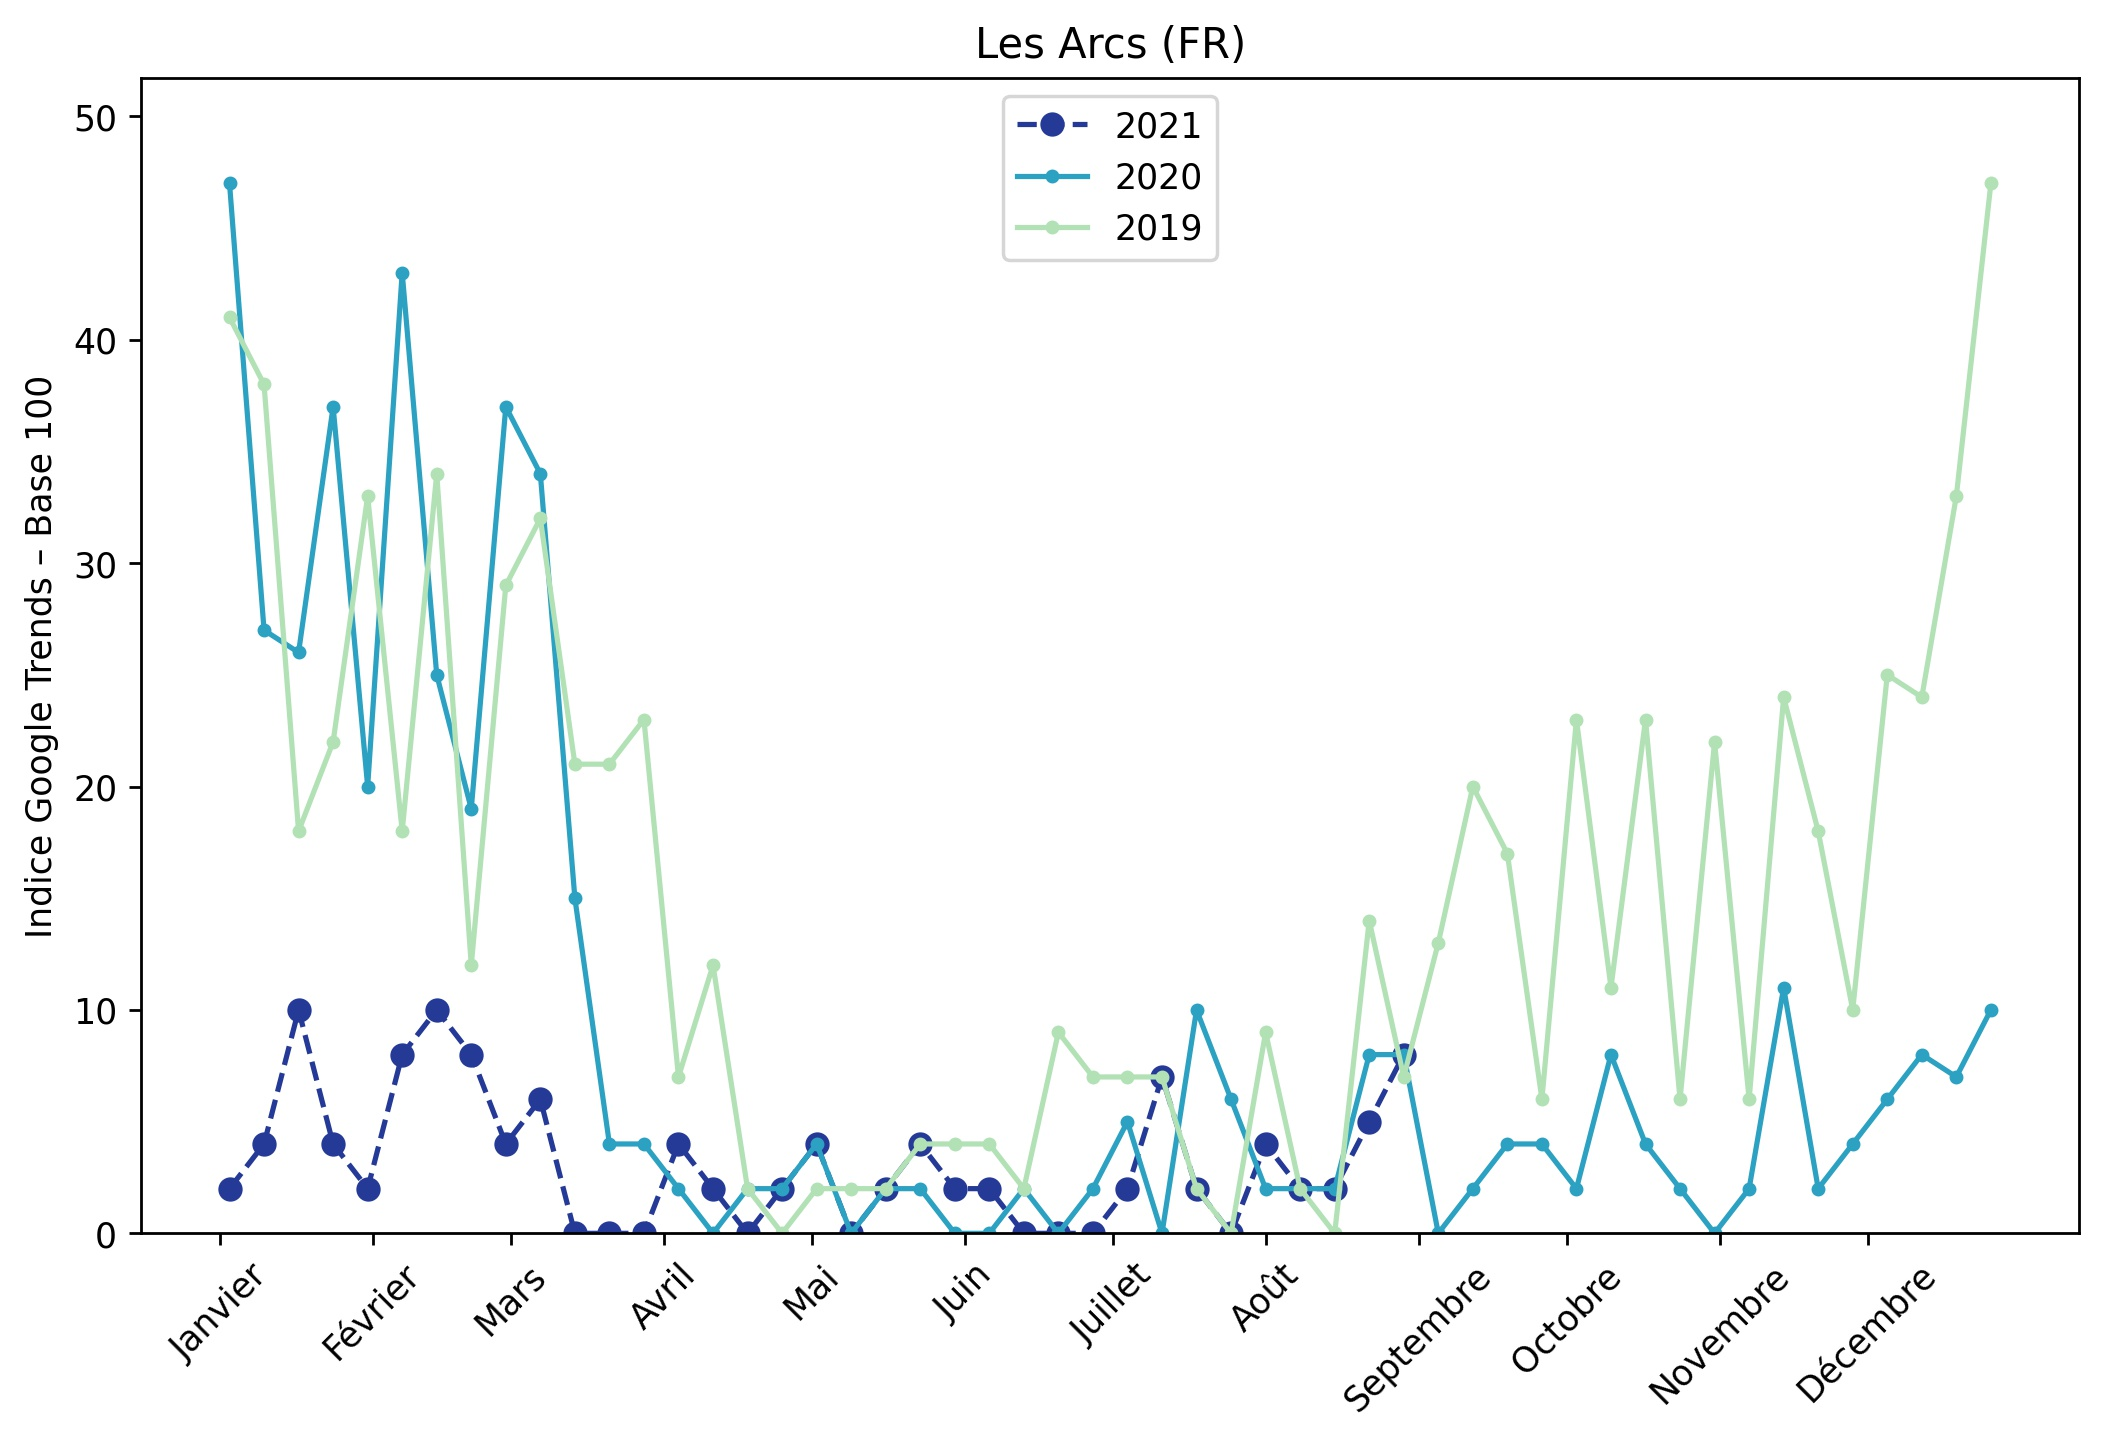 Les Arcs (FR)
2021
2020
2019
Indice Google Trends – Base 100
50
40
30
20
10
0
Janvier
Février
Mars
Avril
Mai
Juin
Juillet
Août
Septembre
Octobre
Novembre
Décembre